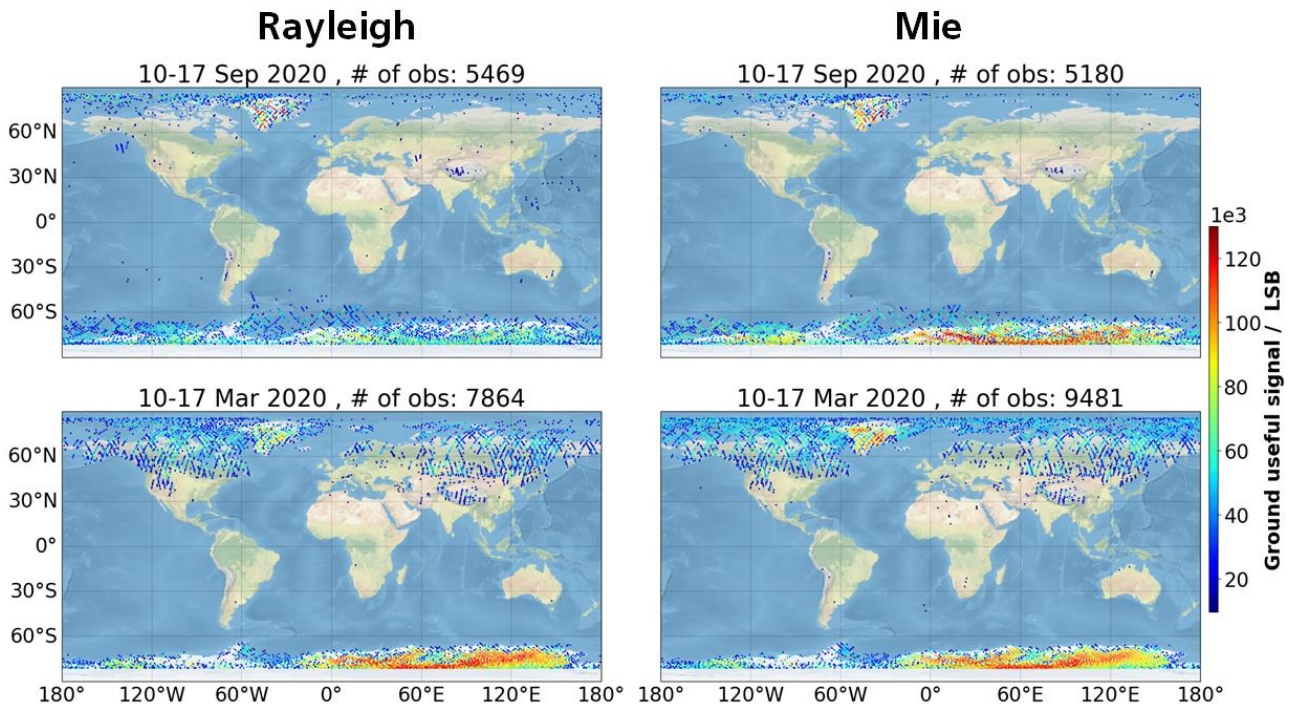 Rayleigh
Mie
10-17 Sep 2020 , # of obs: 5469
10-17 Sep 2020 , # of obs: 5180
60°N
30°N
0°
30°S
60°S
10-17 Mar 2020 , # of obs: 7864
10-17 Mar 2020 , # of obs: 9481
60°N
30°N
0°
30°S
60°S
180° 120°W 60°W 0° 60°E 120°E 180°
180° 120°W 60°W 0° 60°E 120°E 180°
1e3
120
100
80
60
40
20
Ground useful signal / LSB